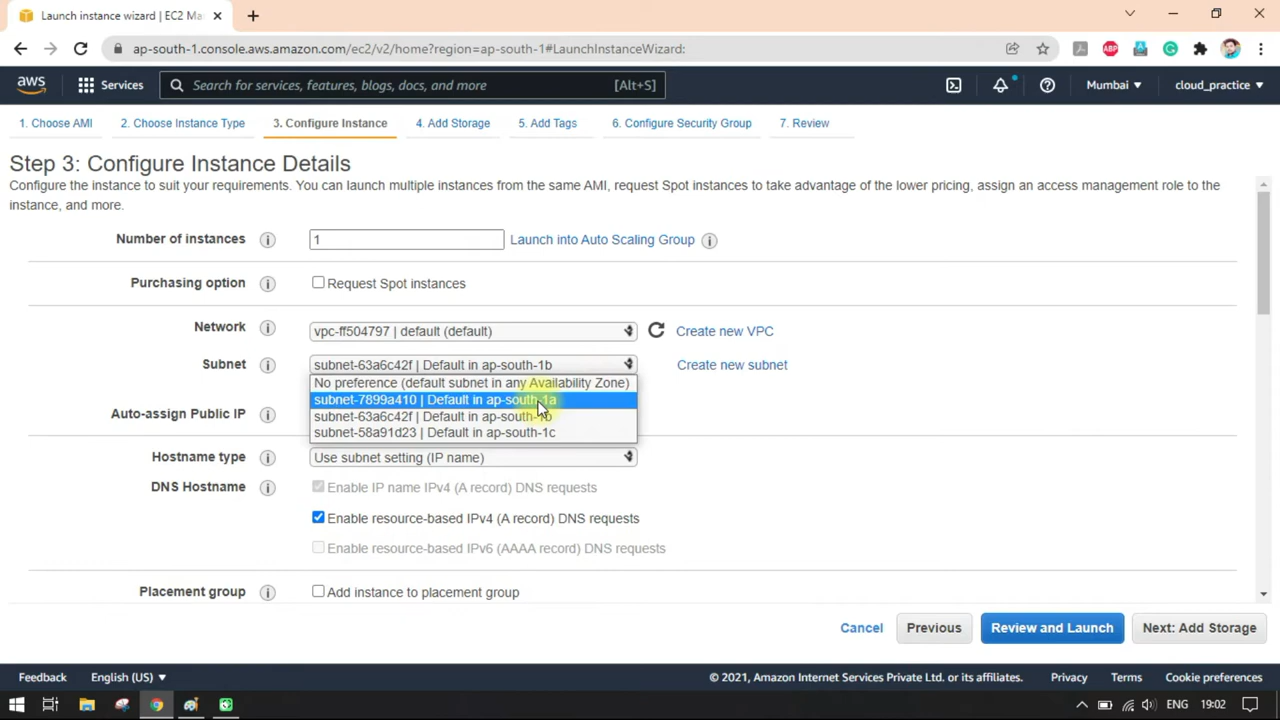 Launch instance wizard | EC2 Ma
ap-south-1.console.aws.amazon.com/ec2/v2/home?region=ap-south-1#LaunchInstanceWizard:
ABP
aws
Services
Search for services, features, blogs, docs, and more
[Alt+S]
Mumbai
cloud_practice
1. Choose AMI
2. Choose Instance Type
3. Configure Instance
4. Add Storage
5. Add Tags
6. Configure Security Group
7. Review
Step 3: Configure Instance Details
Configure the instance to suit your requirements. You can launch multiple instances from the same AMI, request Spot instances to take advantage of the lower pricing, assign an access management role to the
instance, and more.
Number of instances
1
Launch into Auto Scaling Group
Purchasing option
Request Spot instances
Network
vpc-ff504797 | default (default)
Create new VPC
Subnet
subnet-63a6c42f | Default in ap-south-1b
Create new subnet
No preference (default subnet in any Availability Zone)
subnet-7899a410 | Default in ap-south-1a
subnet-63a6c42f | Default in ap-south-1b
subnet-58a91d23 | Default in ap-south-1c
Auto-assign Public IP
Hostname type
Use subnet setting (IP name)
DNS Hostname
Enable IP name IPv4 (A record) DNS requests
Enable resource-based IPv4 (A record) DNS requests
Enable resource-based IPv6 (AAAA record) DNS requests
Placement group
Add instance to placement group
Cancel
Previous
Review and Launch
Next: Add Storage
Feedback
English (US)
© 2021, Amazon Internet Services Private Ltd. or its affiliates.
Privacy
Terms
Cookie preferences
ENG
19:02